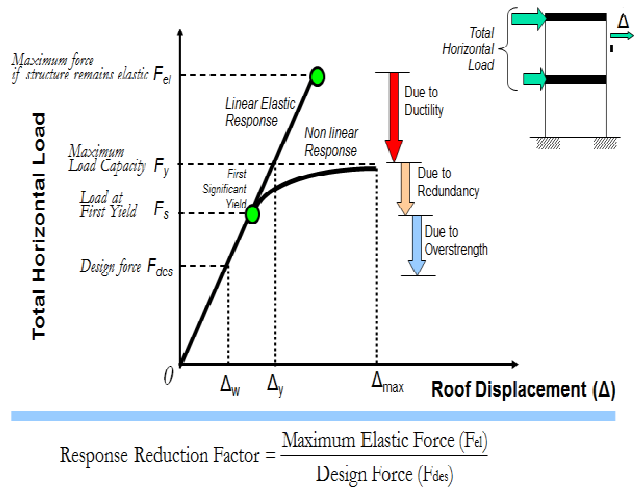 Maximum force
if structure remains elastic Fel
Maximum
Load Capacity Fy
Load at
First Yield Fs
Design force Fdes
Total Horizontal Load
Linear Elastic
Response
Non linear
Response
First
Significant
Yield
Due to
Ductility
Due to
Redundancy
Due to
Overstrength
Total
Horizontal
Load
Δ
0
Δw
Δy
Δmax
Roof Displacement (Δ)
Response Reduction Factor = Maximum Elastic Force (Fel)
Design Force (Fdes)